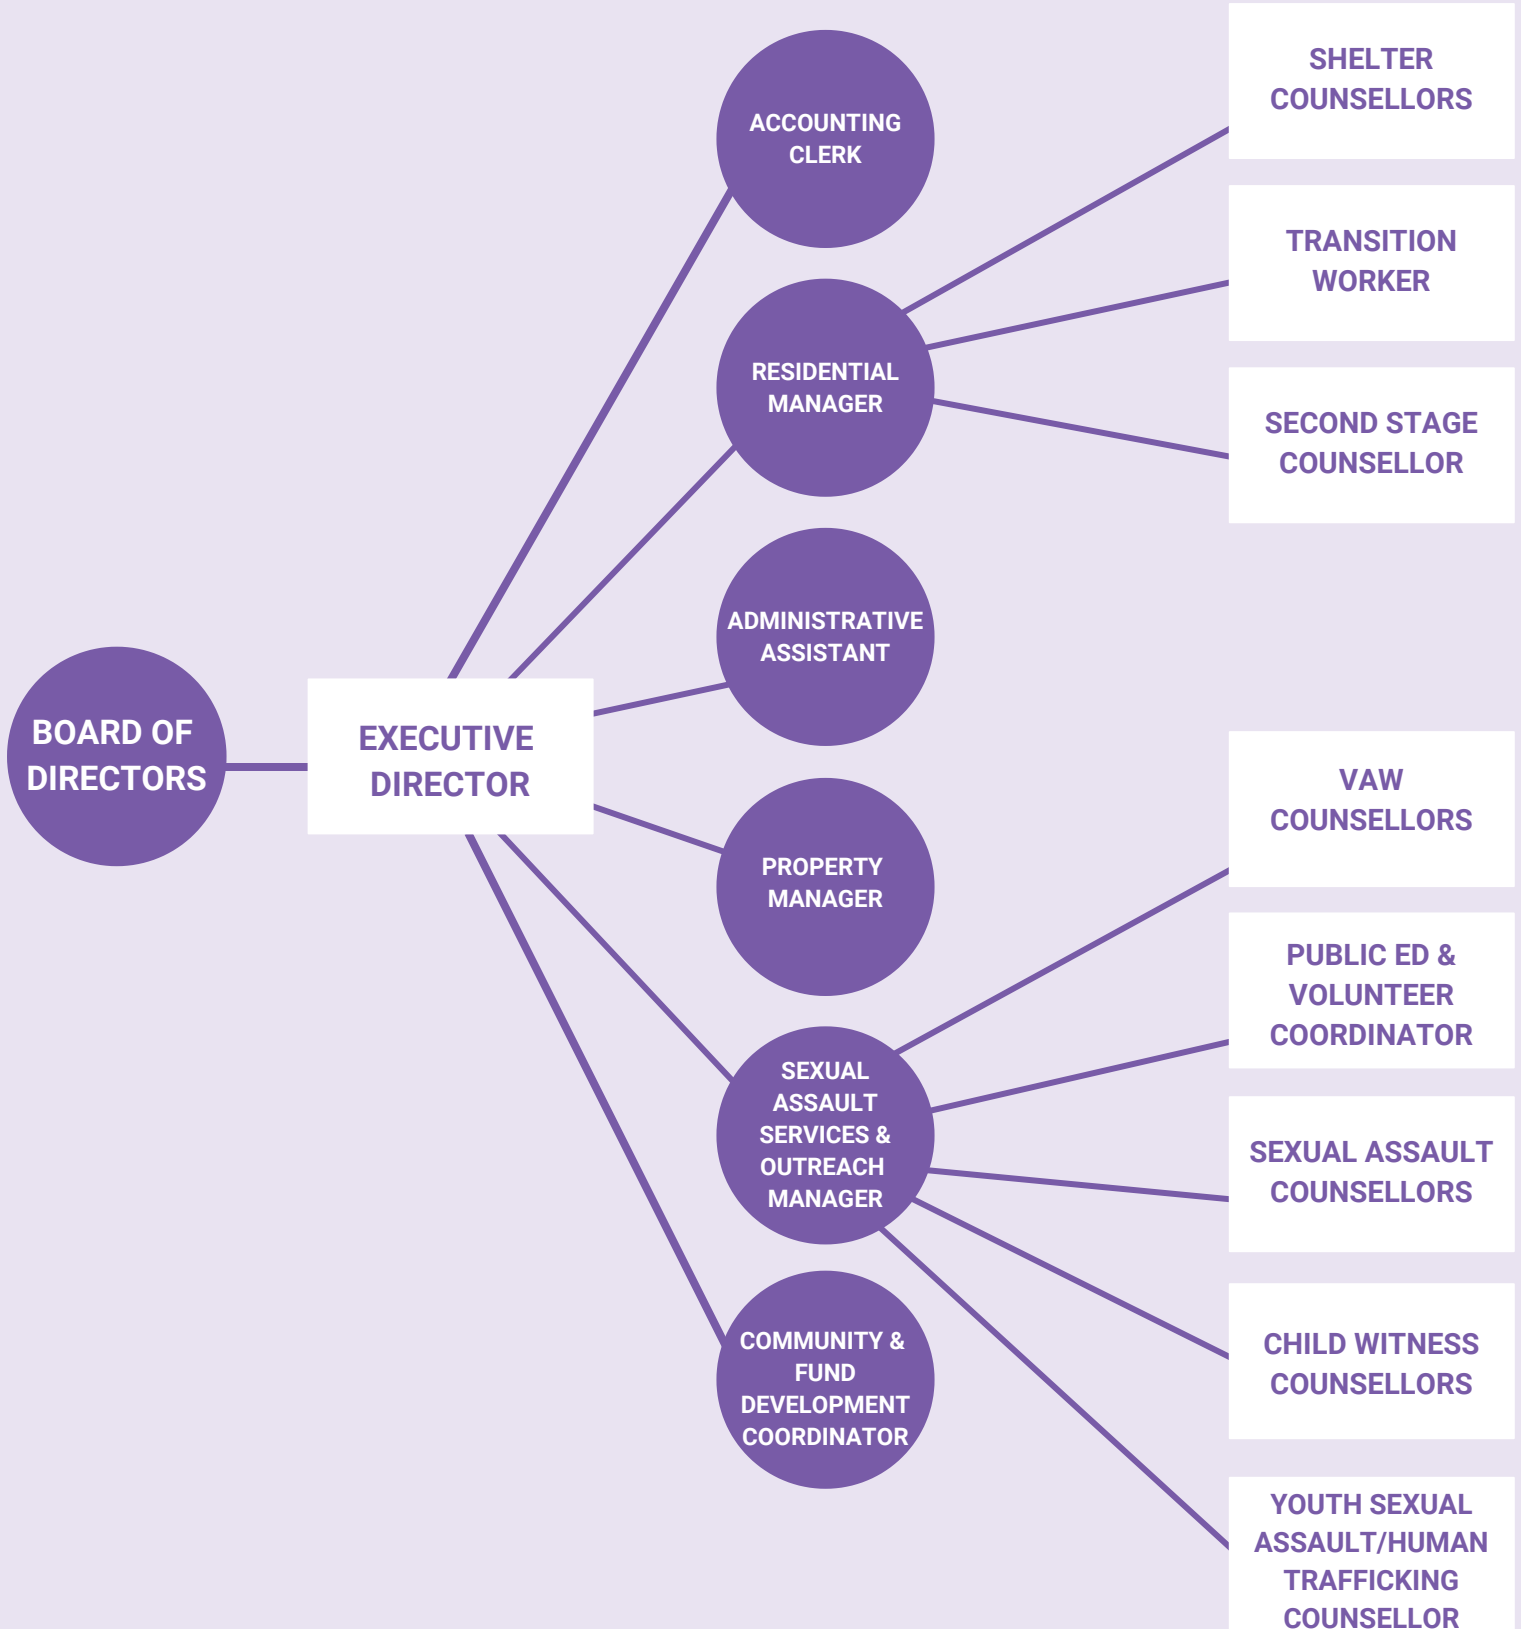 BOARD OF
DIRECTORS
EXECUTIVE
DIRECTOR
ACCOUNTING
CLERK
RESIDENTIAL
MANAGER
ADMINISTRATIVE
ASSISTANT
PROPERTY
MANAGER
SEXUAL
ASSAULT
SERVICES &
OUTREACH
MANAGER
COMMUNITY &
FUND
DEVELOPMENT
COORDINATOR
SHELTER
COUNSELLORS
TRANSITION
WORKER
SECOND STAGE
COUNSELLOR
VAW
COUNSELLORS
PUBLIC ED &
VOLUNTEER
COORDINATOR
SEXUAL ASSAULT
COUNSELLORS
CHILD WITNESS
COUNSELLORS
YOUTH SEXUAL
ASSAULT/HUMAN
TRAFFICKING
COUNSELLOR